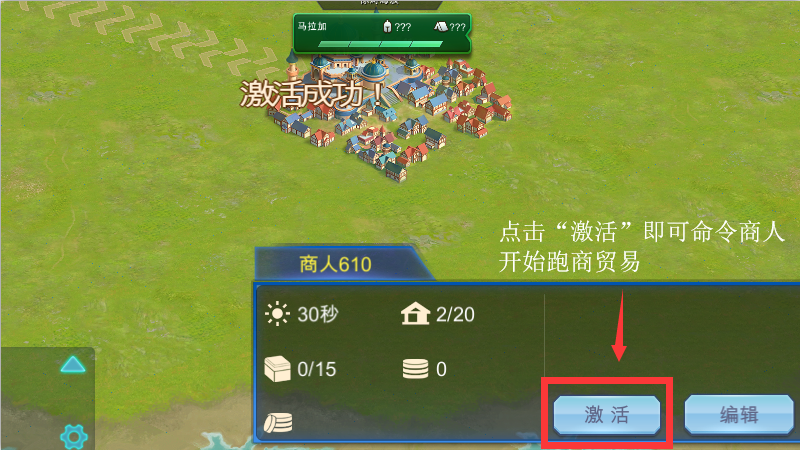 马拉加
???
???
激活成功！
点击“激活”即可命令商人
开始跑商贸易
商人610
30秒
2/20
0/15
0
激 活
编辑